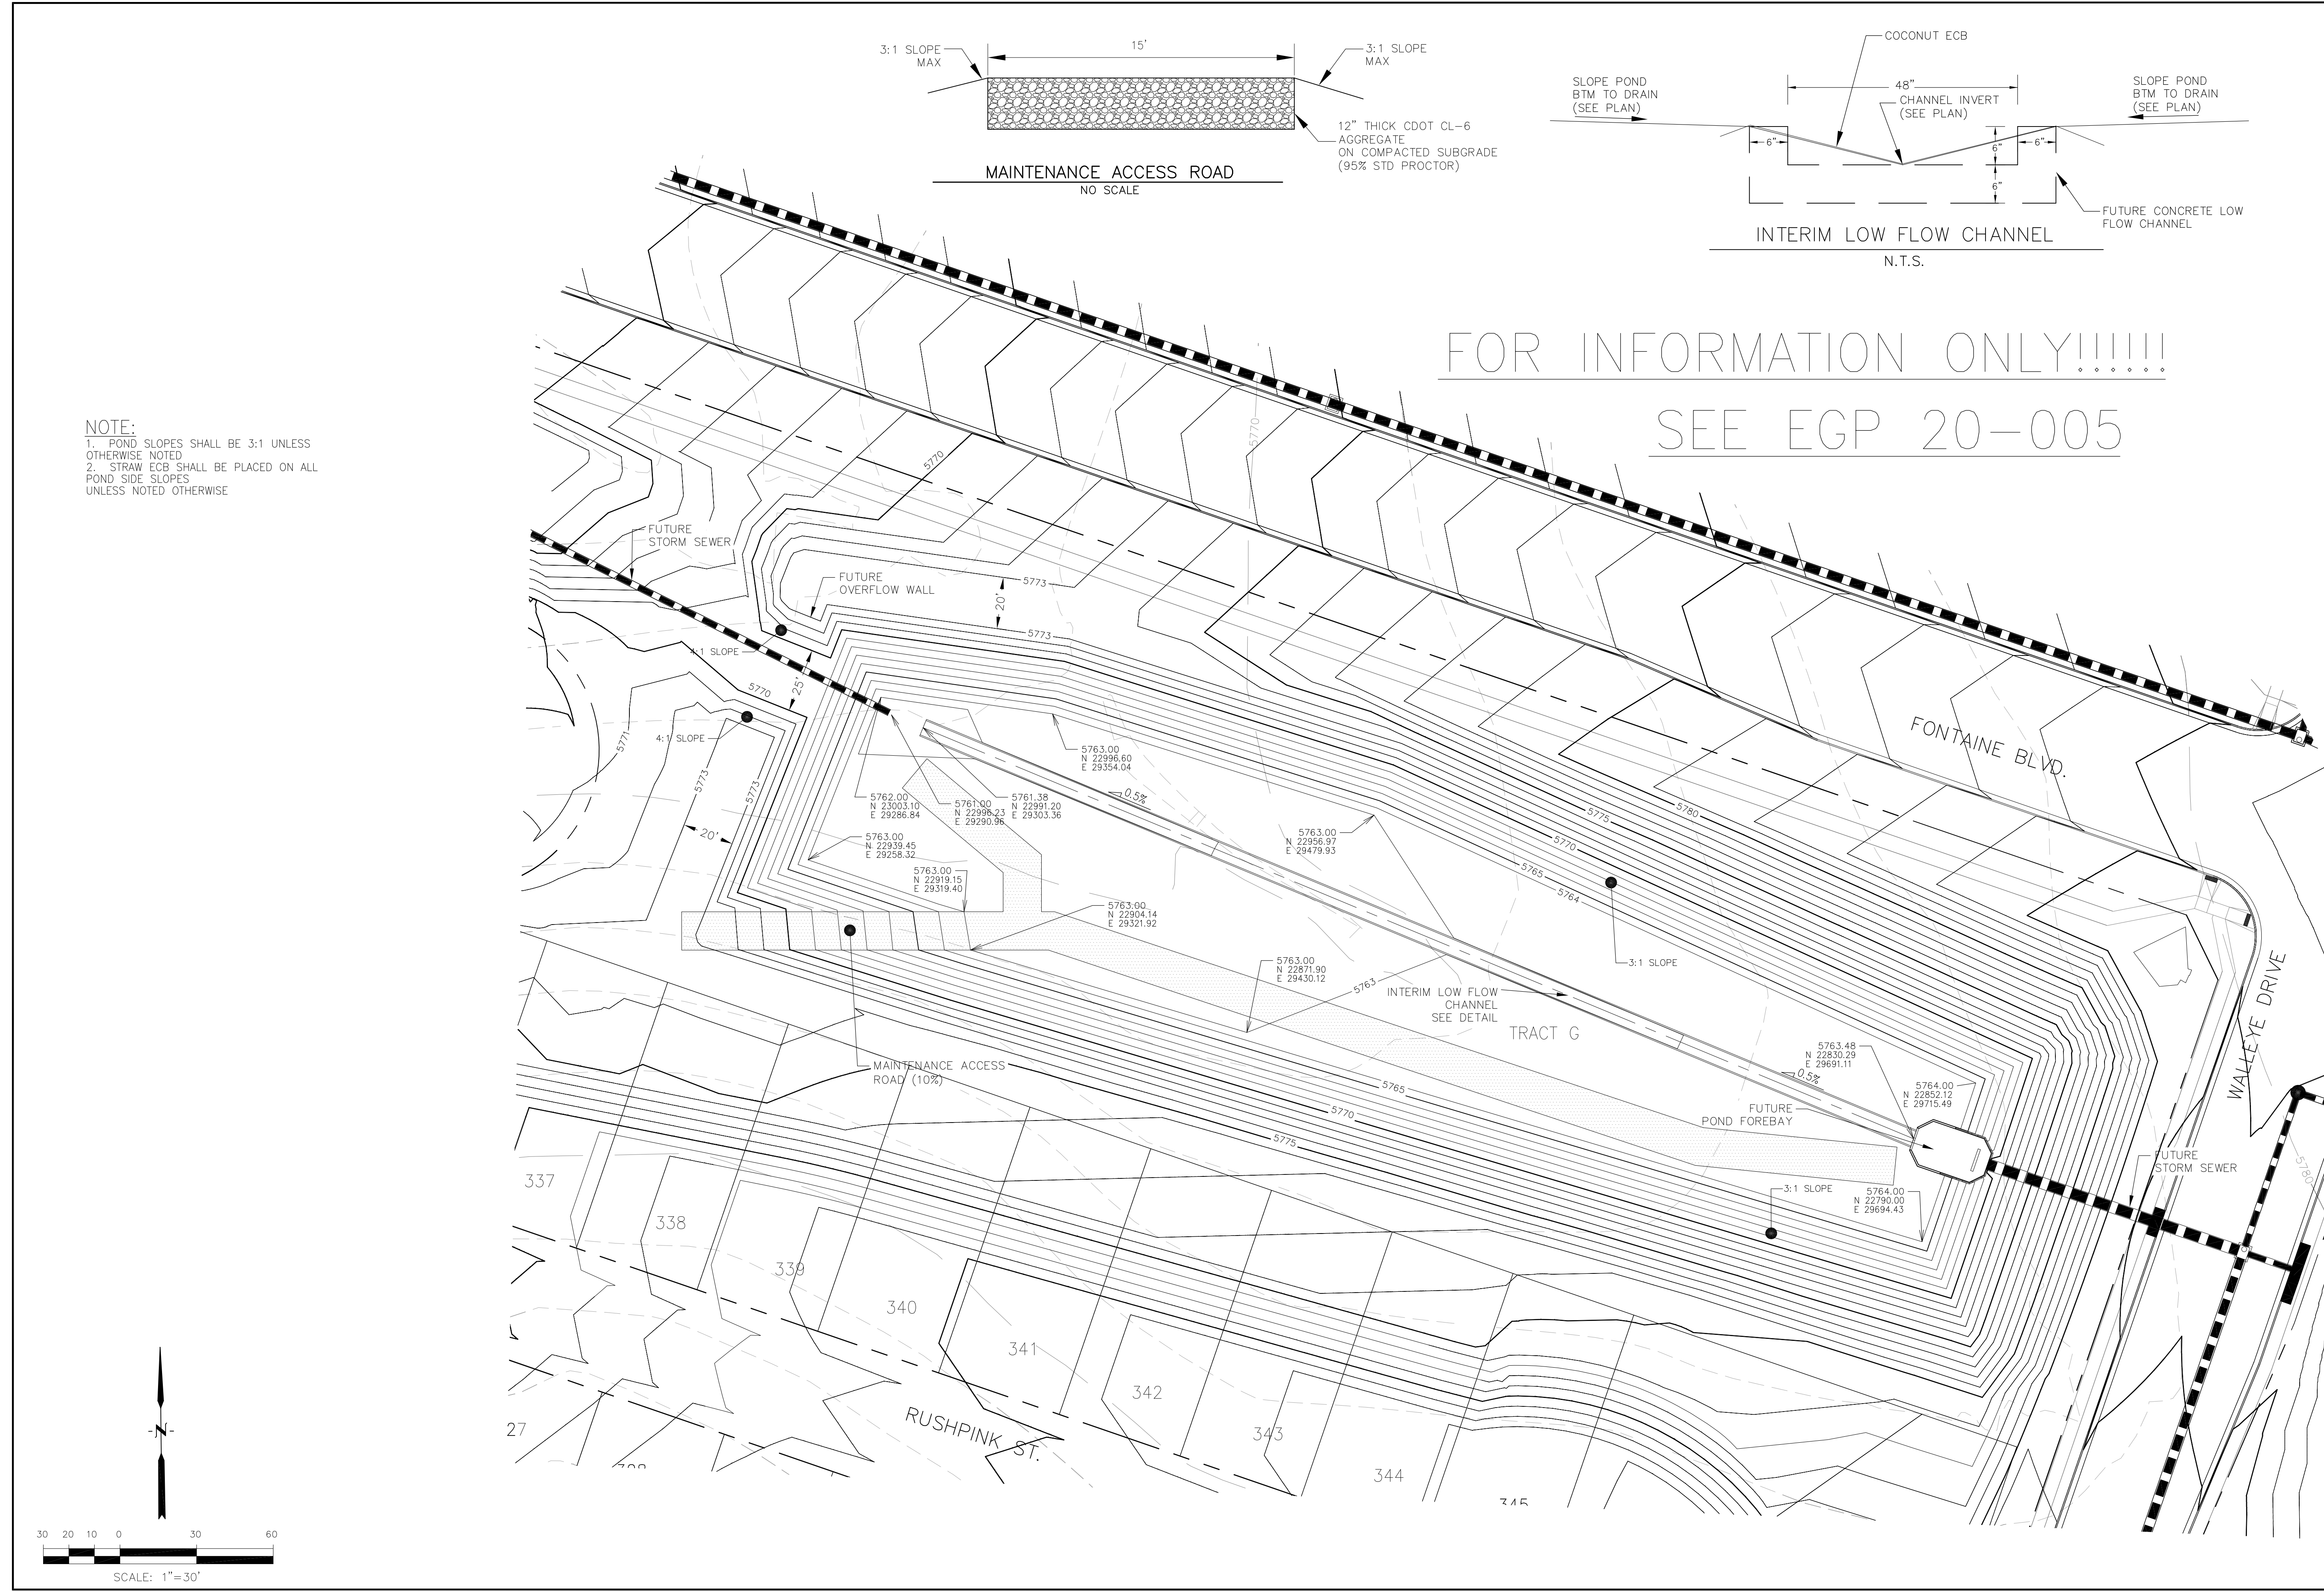 3:1 SLOPE
MAX
15'
3:1 SLOPE
MAX
12" THICK CDOT CL-6
AGGREGATE
ON COMPACTED SUBGRADE
(95% STD PROCTOR)
MAINTENANCE ACCESS ROAD
NO SCALE
COCONUT ECB
SLOPE POND
BTM TO DRAIN
(SEE PLAN)
48"
CHANNEL INVERT
(SEE PLAN)
SLOPE POND
BTM TO DRAIN
(SEE PLAN)
6"
6"
6"
6"
FUTURE CONCRETE LOW
FLOW CHANNEL
INTERIM LOW FLOW CHANNEL
N.T.S.
FOR INFORMATION ONLY!!!!!!
SEE EGP 20-005
NOTE:
1. POND SLOPES SHALL BE 3:1 UNLESS
OTHERWISE NOTED
2. STRAW ECB SHALL BE PLACED ON ALL
POND SIDE SLOPES
UNLESS NOTED OTHERWISE
5770
5770
FUTURE
STORM SEWER
FUTURE
OVERFLOW WALL
5773
20'
5773
4:1 SLOPE
25'
5770
4:1 SLOPE
5771
5773
5773
20'
5763.00
N 22996.60
E 29354.04
5762.00
N 23003.10
E 29286.84
5761.00
N 22996.23
E 29290.96
5761.38
N 22991.20
E 29303.36
0.5%
5763.00
N 22939.45
E 29258.32
5763.00
N 22919.15
E 29319.40
5763.00
N 22904.14
E 29321.92
5763.00
N 22956.97
E 29479.93
5780
5775
5770
5765
5764
FONTAINE BLVD.
3:1 SLOPE
5763.00
N 22871.90
E 29430.12
5763
INTERIM LOW FLOW
CHANNEL
SEE DETAIL
TRACT G
WALLEYE DRIVE
MAINTENANCE ACCESS
ROAD (10%)
5763.48
N 22830.29
E 29691.11
0.5%
5764.00
N 22852.12
E 29715.49
FUTURE
POND FOREBAY
5765
5770
5775
FUTURE
STORM SEWER
5780
3:1 SLOPE
5764.00
N 22790.00
E 29694.43
337
338
339
340
341
342
343
344
345
27
RUSHPINK ST.
N
30 20 10 0 30 60
SCALE: 1"=30'